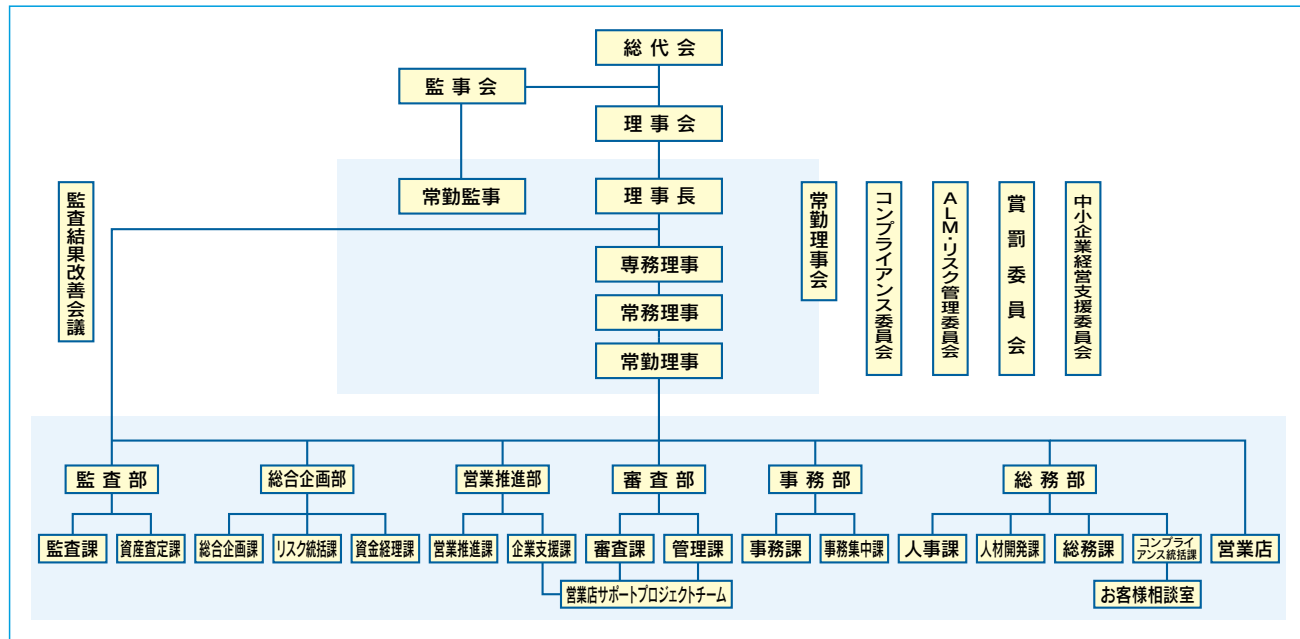 総代会
監事会
理事会
常勤監事
理事長
専務理事
常務理事
常勤理事
監査結果改善会議
常勤理事会
コンプライアンス委員会
ALM・リスク管理委員会
賞罰委員会
中小企業経営支援委員会
監査部
総合企画部
営業推進部
審査部
事務部
総務部
監査課
資産査定課
総合企画課
リスク統括課
資金経理課
営業推進課
企業支援課
審査課
管理課
事務課
事務集中課
人事課
人材開発課
総務課
コンプライ
アンス統括課
営業店
営業店サポートプロジェクトチーム
お客様相談室